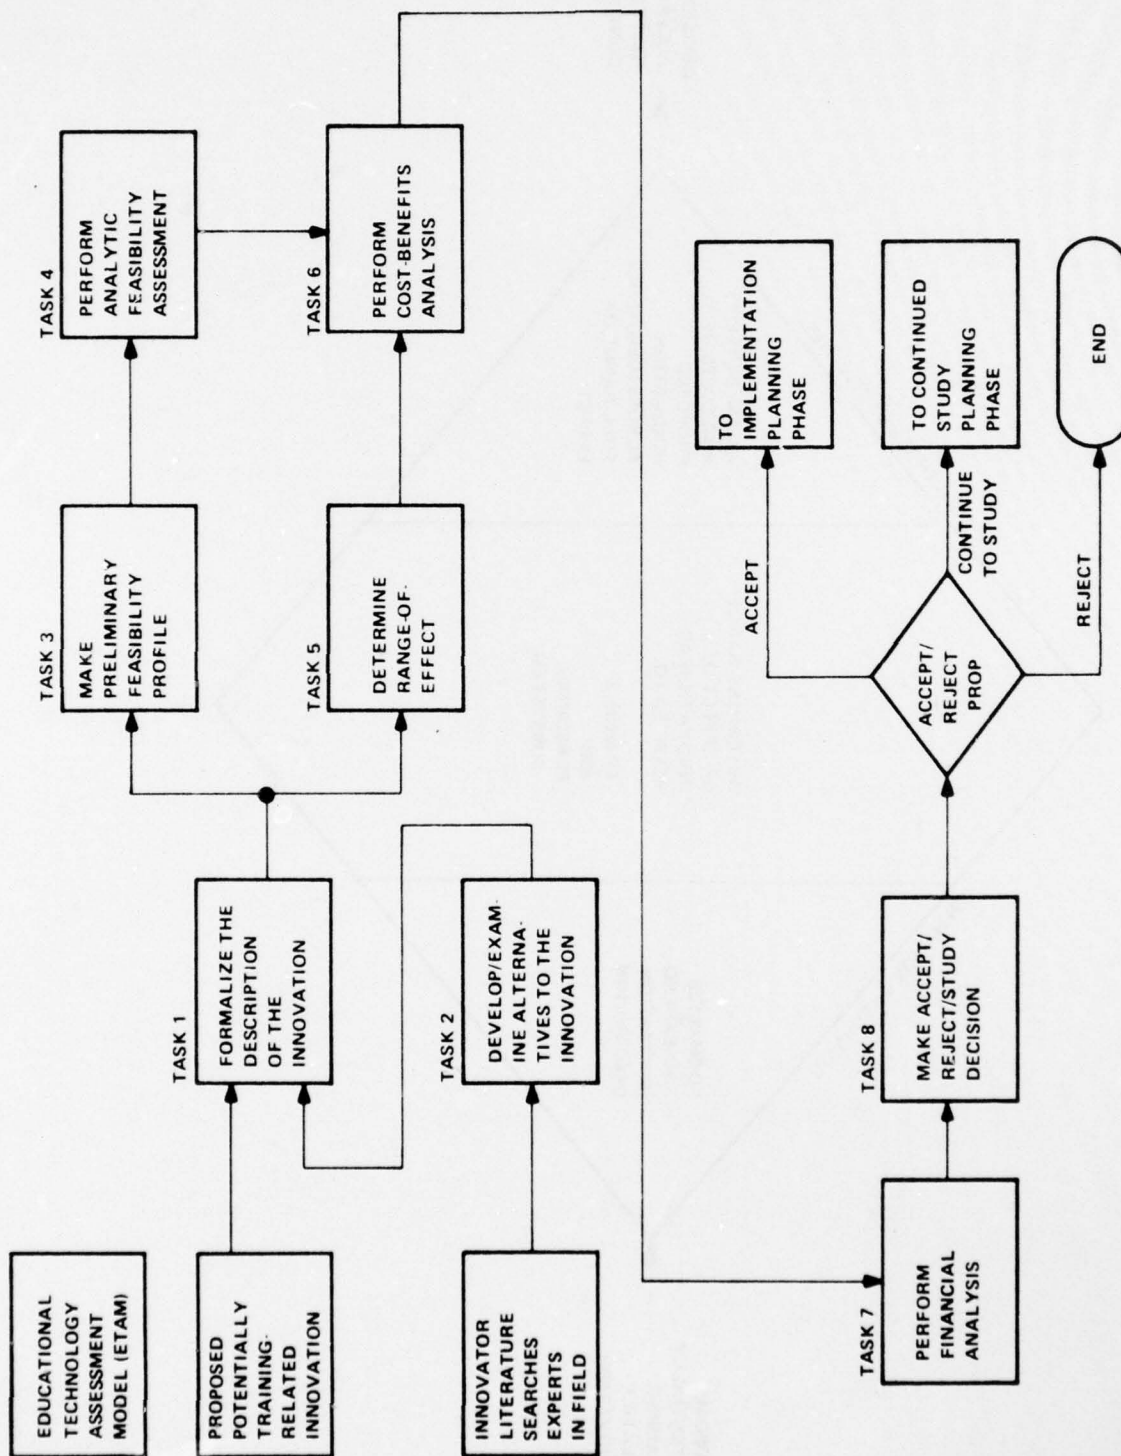 EDUCATIONAL
TECHNOLOGY
ASSESSMENT
MODEL (ETAM)
PROPOSED
POTENTIALLY
TRAINING-
RELATED
INNOVATION
INNOVATOR
LITERATURE
SEARCHES
EXPERTS
IN FIELD
TASK 1
FORMALIZE THE
DESCRIPTION
OF THE
INNOVATION
TASK 2
DEVELOP/EXAM-
INE ALTERNA-
TIVES TO THE
INNOVATION
TASK 3
MAKE
PRELIMINARY
FEASIBILITY
PROFILE
TASK 4
PERFORM
ANALYTIC
FEASIBILITY
ASSESSMENT
TASK 5
DETERMINE
RANGE-OF-
EFFECT
TASK 6
PERFORM
COST-BENEFITS
ANALYSIS
TASK 7
PERFORM
FINANCIAL
ANALYSIS
TASK 8
MAKE ACCEPT/
REJECT/STUDY
DECISION
ACCEPT/
REJECT
PROP
ACCEPT
TO
IMPLEMENTATION
PLANNING
PHASE
CONTINUE
TO STUDY
TO CONTINUED
STUDY
PLANNING
PHASE
REJECT
END